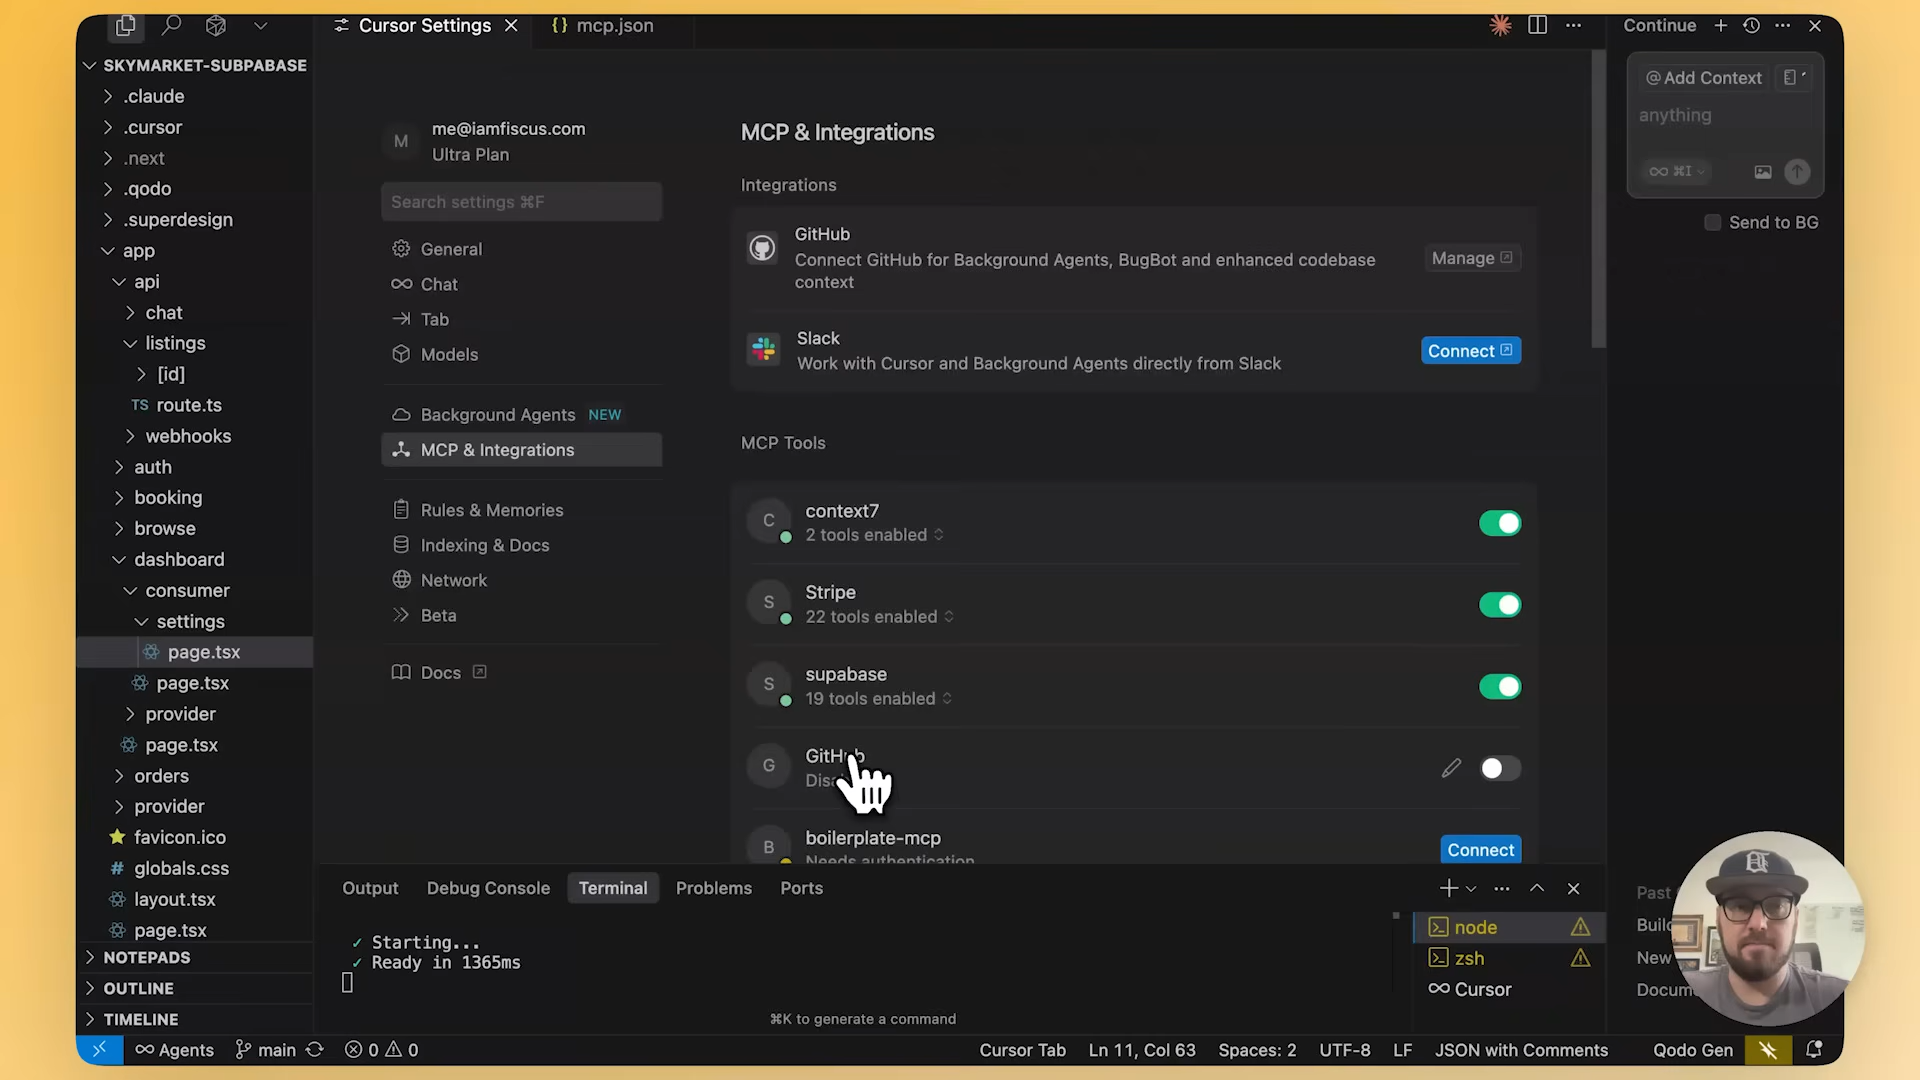 Cursor Settings
mcp.json
Continue
SKYMARKET-SUBPABASE
.claude
.cursor
.next
.qodo
.superdesign
app
api
chat
listings
[id]
TS route.ts
webhooks
auth
booking
browse
dashboard
consumer
settings
page.tsx
page.tsx
provider
page.tsx
orders
provider
favicon.ico
# globals.css
layout.tsx
page.tsx
NOTEPADS
OUTLINE
TIMELINE
M
me@iamfiscus.com
Ultra Plan
Search settings ⌘F
General
Chat
Tab
Models
Background Agents NEW
MCP & Integrations
Rules & Memories
Indexing & Docs
Network
Beta
Docs
MCP & Integrations
Integrations
GitHub
Connect GitHub for Background Agents, BugBot and enhanced codebase
context
Manage
Slack
Work with Cursor and Background Agents directly from Slack
Connect
MCP Tools
C
context7
2 tools enabled
S
Stripe
22 tools enabled
S
supabase
19 tools enabled
G
GitHub
B
boilerplate-mcp
Needs authentication
Connect
@ Add Context
anything
⌘I
Send to BG
Output
Debug Console
Terminal
Problems
Ports
✓ Starting...
✓ Ready in 1365ms
⌘K to generate a command
node
zsh
Cursor
Past
New
Agents
main
0
0
Cursor Tab
Ln 11, Col 63
Spaces: 2
UTF-8
LF
JSON with Comments
Qodo Gen